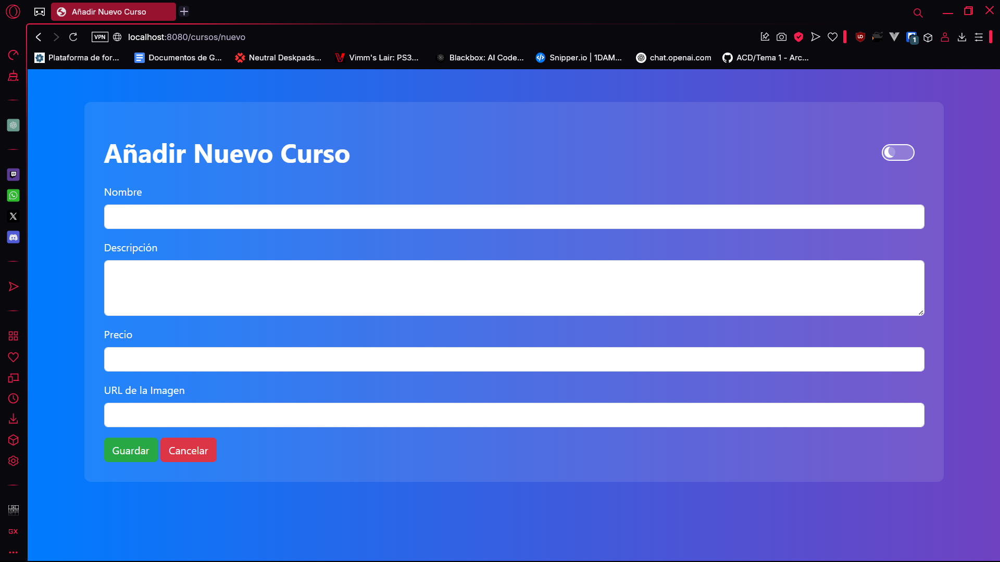 Añadir Nuevo Curso
VPN
localhost:8080/cursos/nuevo
1
Plataforma de for...
Documentos de G...
Neutral Deskpads...
Vimm's Lair: PS3...
Blackbox: AI Code...
Snipper.io | 1DAM...
chat.openai.com
ACD/Tema 1 - Arc...
Añadir Nuevo Curso
Nombre
Descripción
Precio
URL de la Imagen
Guardar Cancelar
GX